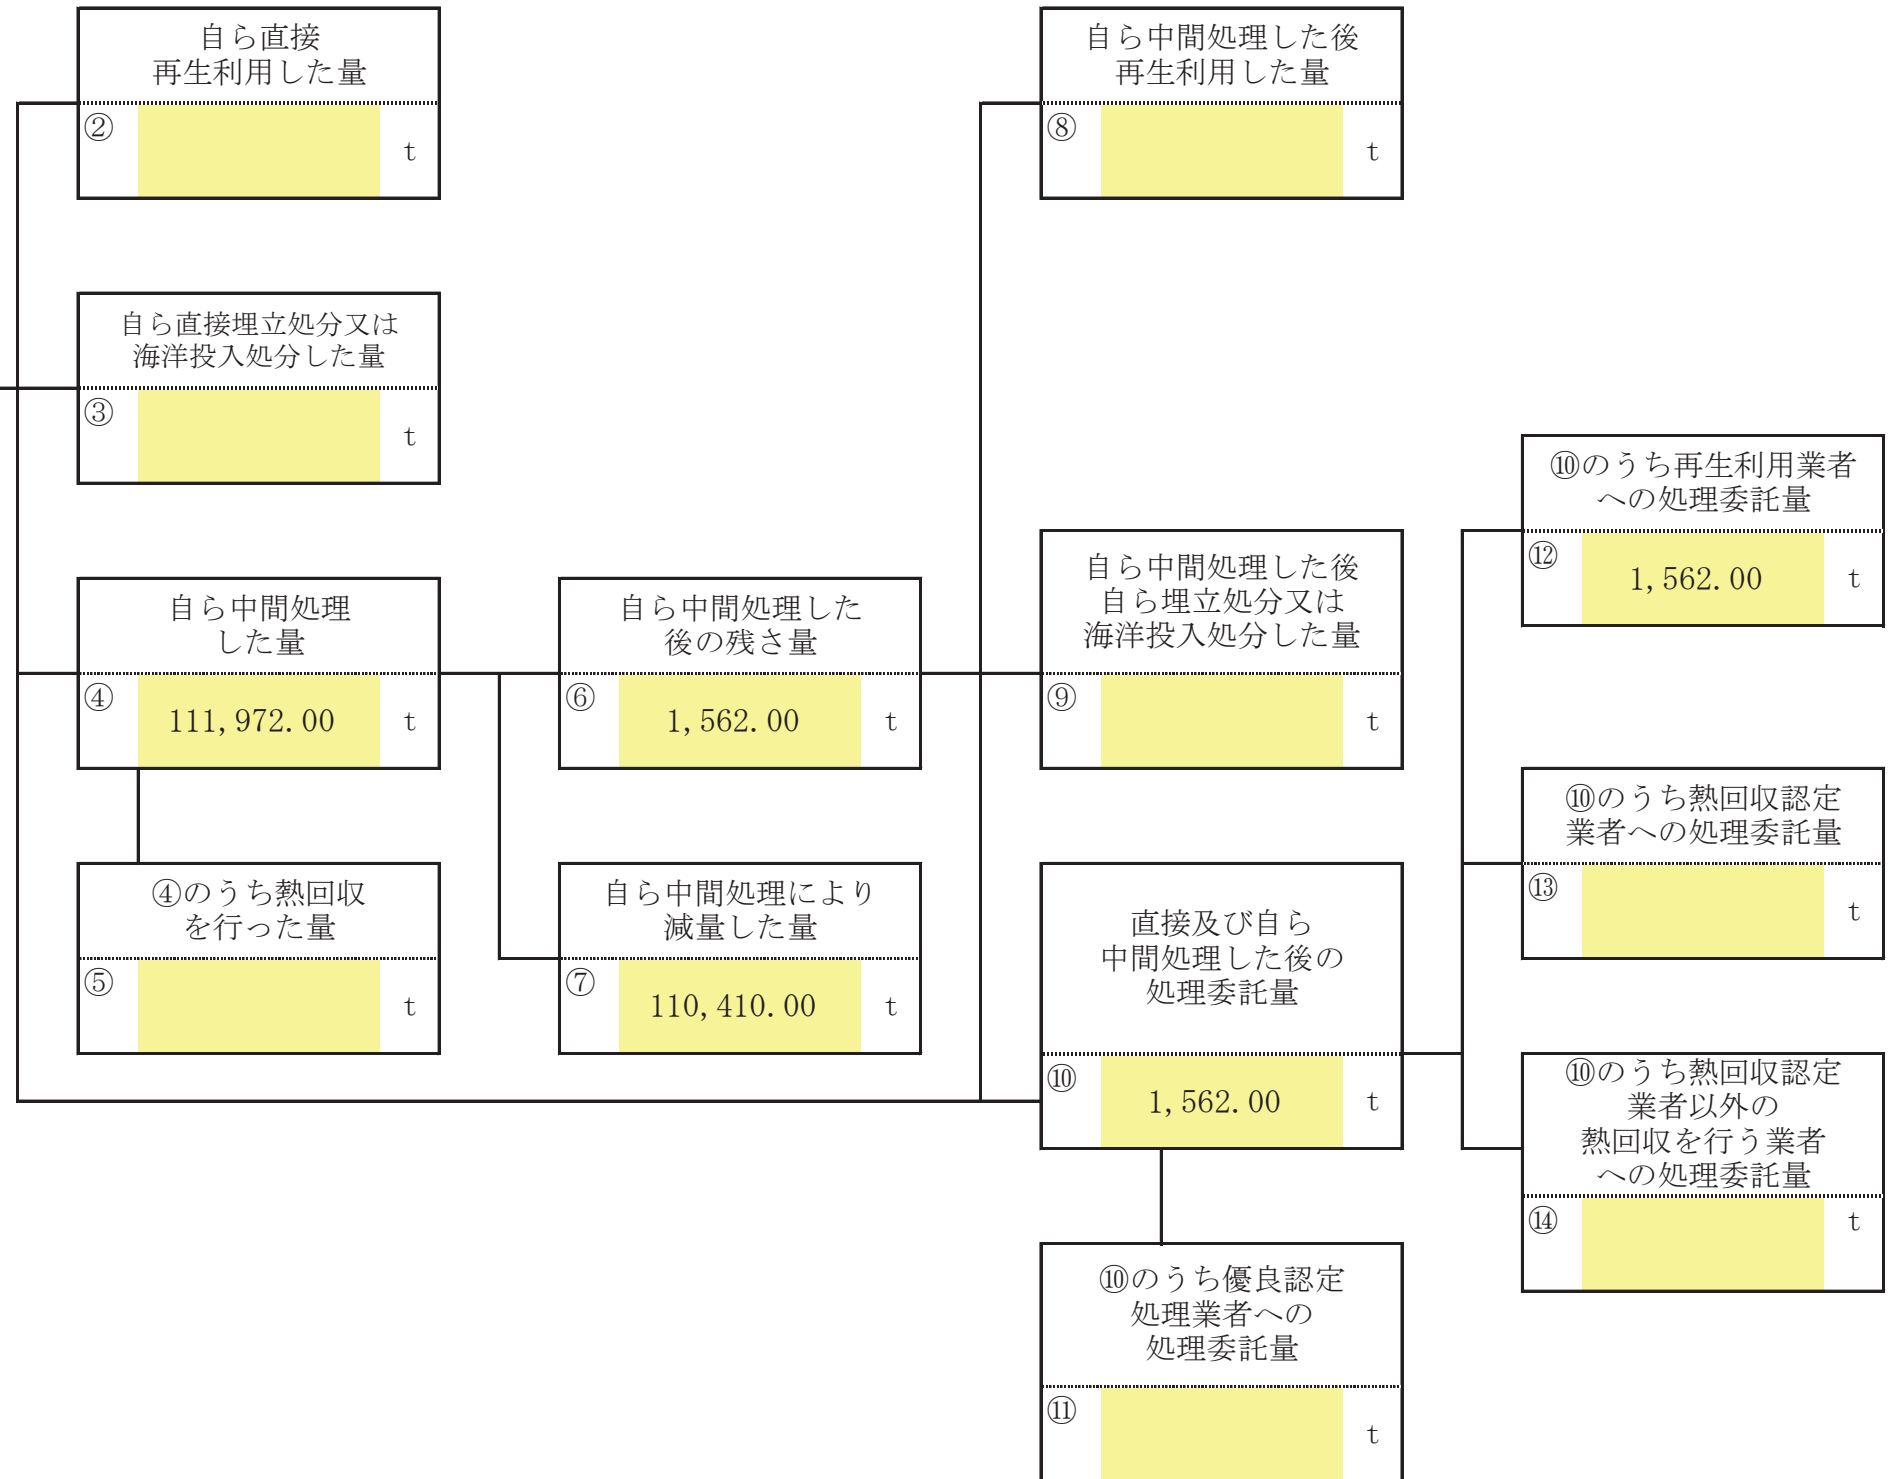 自ら直接
再生利用した量
②
t
自ら直接埋立処分又は
海洋投入処分した量
③
t
自ら中間処理
した量
④
111,972.00
t
④のうち熱回収
を行った量
⑤
t
自ら中間処理した
後の残さ量
⑥
1,562.00
t
自ら中間処理により
減量した量
⑦
110,410.00
t
自ら中間処理した後
再生利用した量
⑧
t
自ら中間処理した後
自ら埋立処分又は
海洋投入処分した量
⑨
t
直接及び自ら
中間処理した後の
処理委託量
⑩
1,562.00
t
⑩のうち優良認定
処理業者への
処理委託量
⑪
t
⑩のうち再生利用業者
への処理委託量
⑫
1,562.00
t
⑩のうち熱回収認定
業者への処理委託量
⑬
t
⑩のうち熱回収認定
業者以外の
熱回収を行う業者
への処理委託量
⑭
t